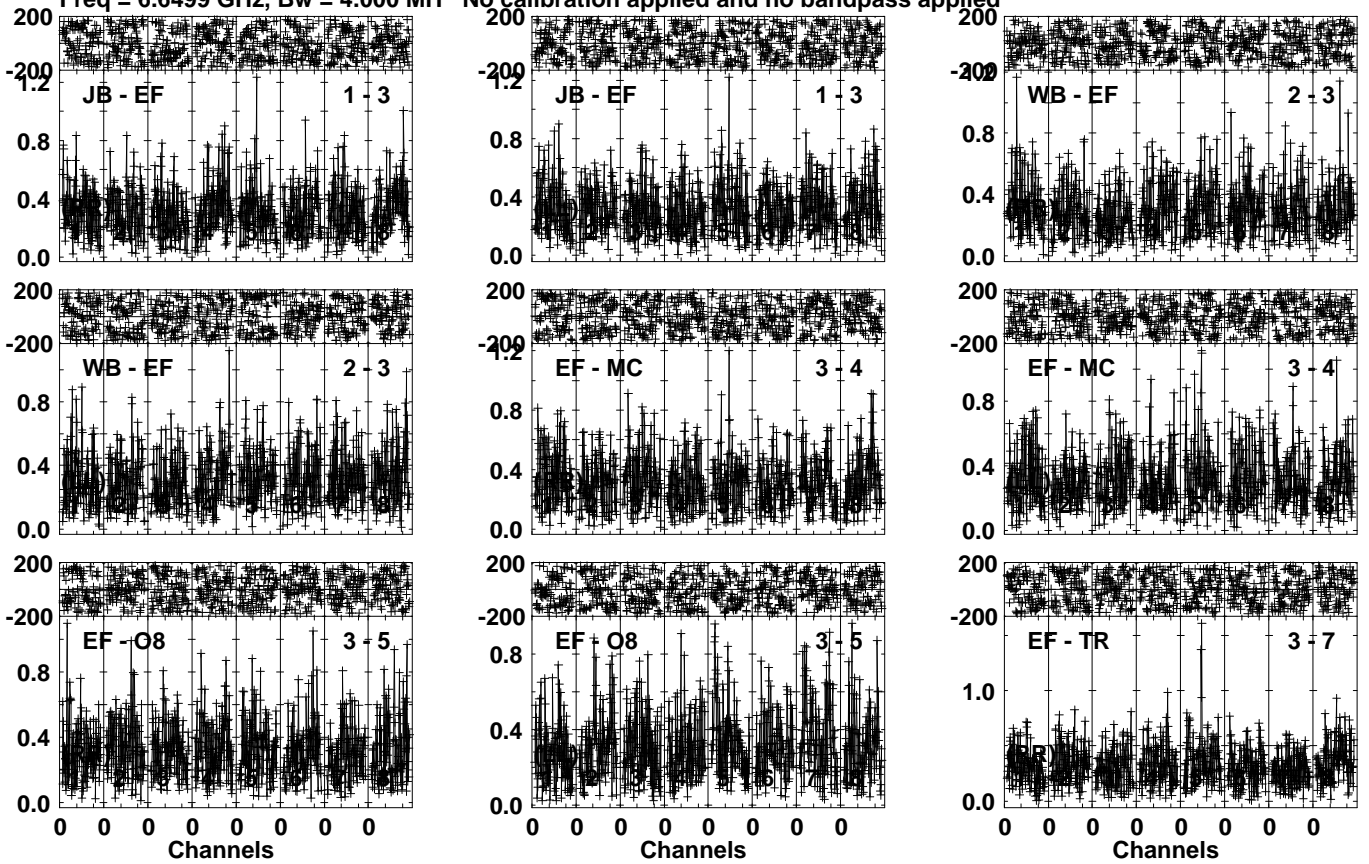 Freq = 6.6499 GHz, Bw = 4.000 MH No calibration applied and no bandpass applied
200 200 200
-200 -200
1.2 JB - EF 1 - 3 JB - EF 1 - 3 1.2 WB - EF 2 - 3
0.8 0.8 0.8
0.4 0.4 0.4
0.0 0.0 0.0
200 200 200
-200 -200 -200
WB - EF 2 - 3 1.2 EF - MC 3 - 4 EF - MC 3 - 4
0.8 0.8 0.8
0.4 0.4 0.4
0.0 0.0 0.0
200 200 200
-200 -200 -200
EF - O8 3 - 5 EF - O8 3 - 5 EF - TR 3 - 7
0.8 0.8 1.0
0.4 0.4
0.0 0.0 0.0
0 0 0 0 0 0 0 0 0 0 0 0 0 0 0 0 0 0 0 0 0 0 0 0
Channels Channels Channels